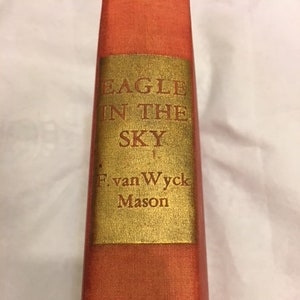 EAGLE
IN THE
SKY
F. van Wyck
Mason